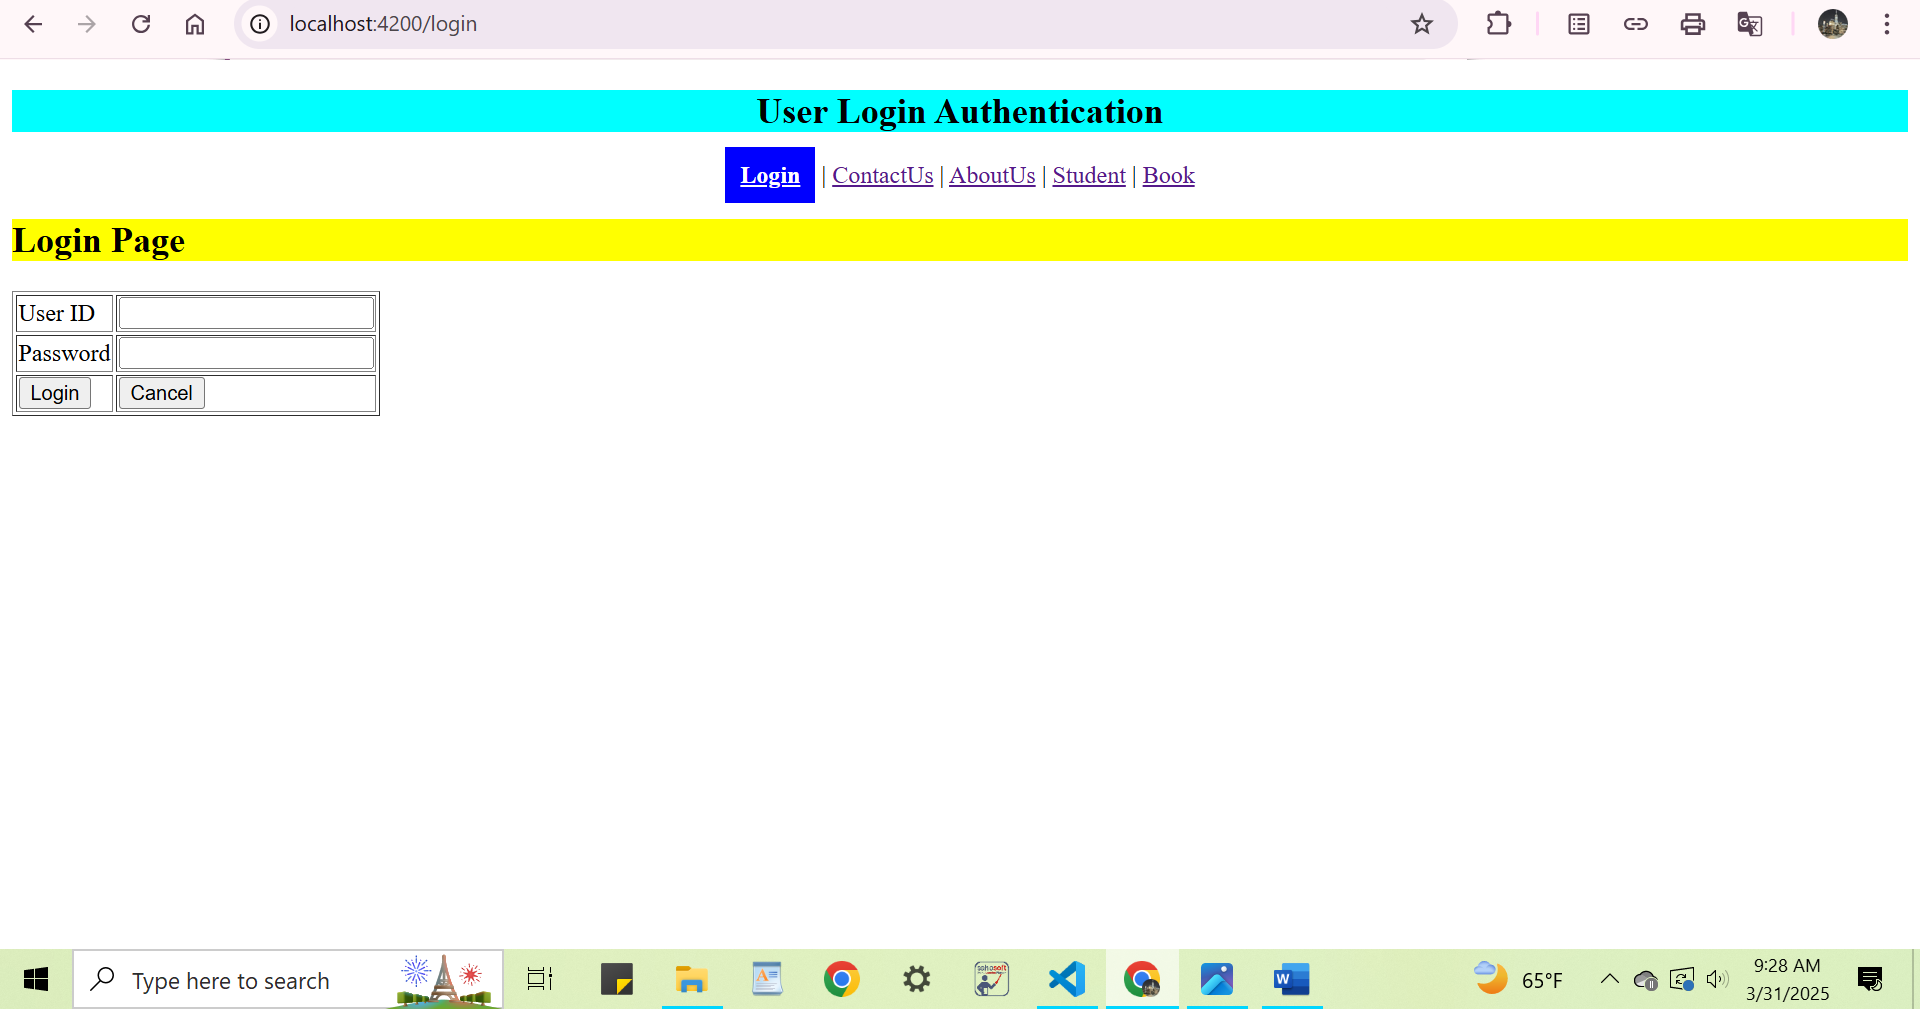 localhost:4200/login
User Login Authentication
Login | ContactUs | AboutUs | Student | Book
Login Page
User ID
Password
Login Cancel
Type here to search
65°F
9:28 AM
3/31/2025